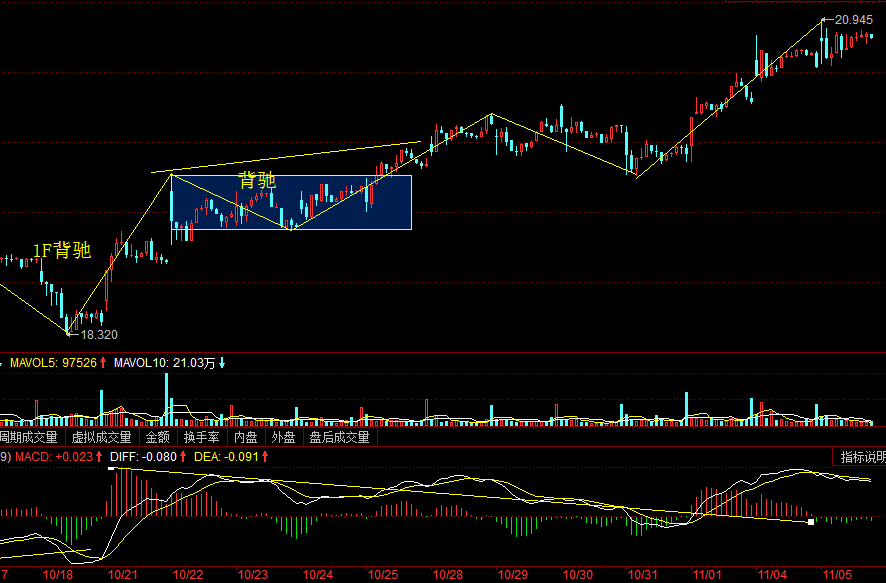 20.945
背驰
1F背驰
18.320
MAVOL5: 97526↑ MAVOL10: 21.03万↓
周期成交量 虚拟成交量 金额 换手率 内盘 外盘 盘后成交量
9) MACD: +0.023↑ DIFF: -0.080↑ DEA: -0.091↑ 指标说明
7 10/18 10/21 10/22 10/23 10/24 10/25 10/28 10/29 10/30 10/31 11/01 11/04 11/05